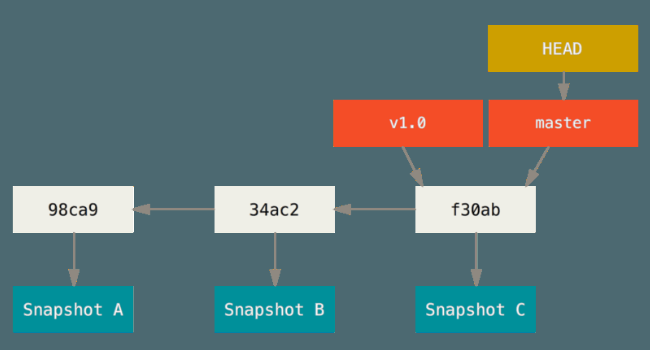 HEAD
v1.0
master
98ca9
34ac2
f30ab
Snapshot A
Snapshot B
Snapshot C